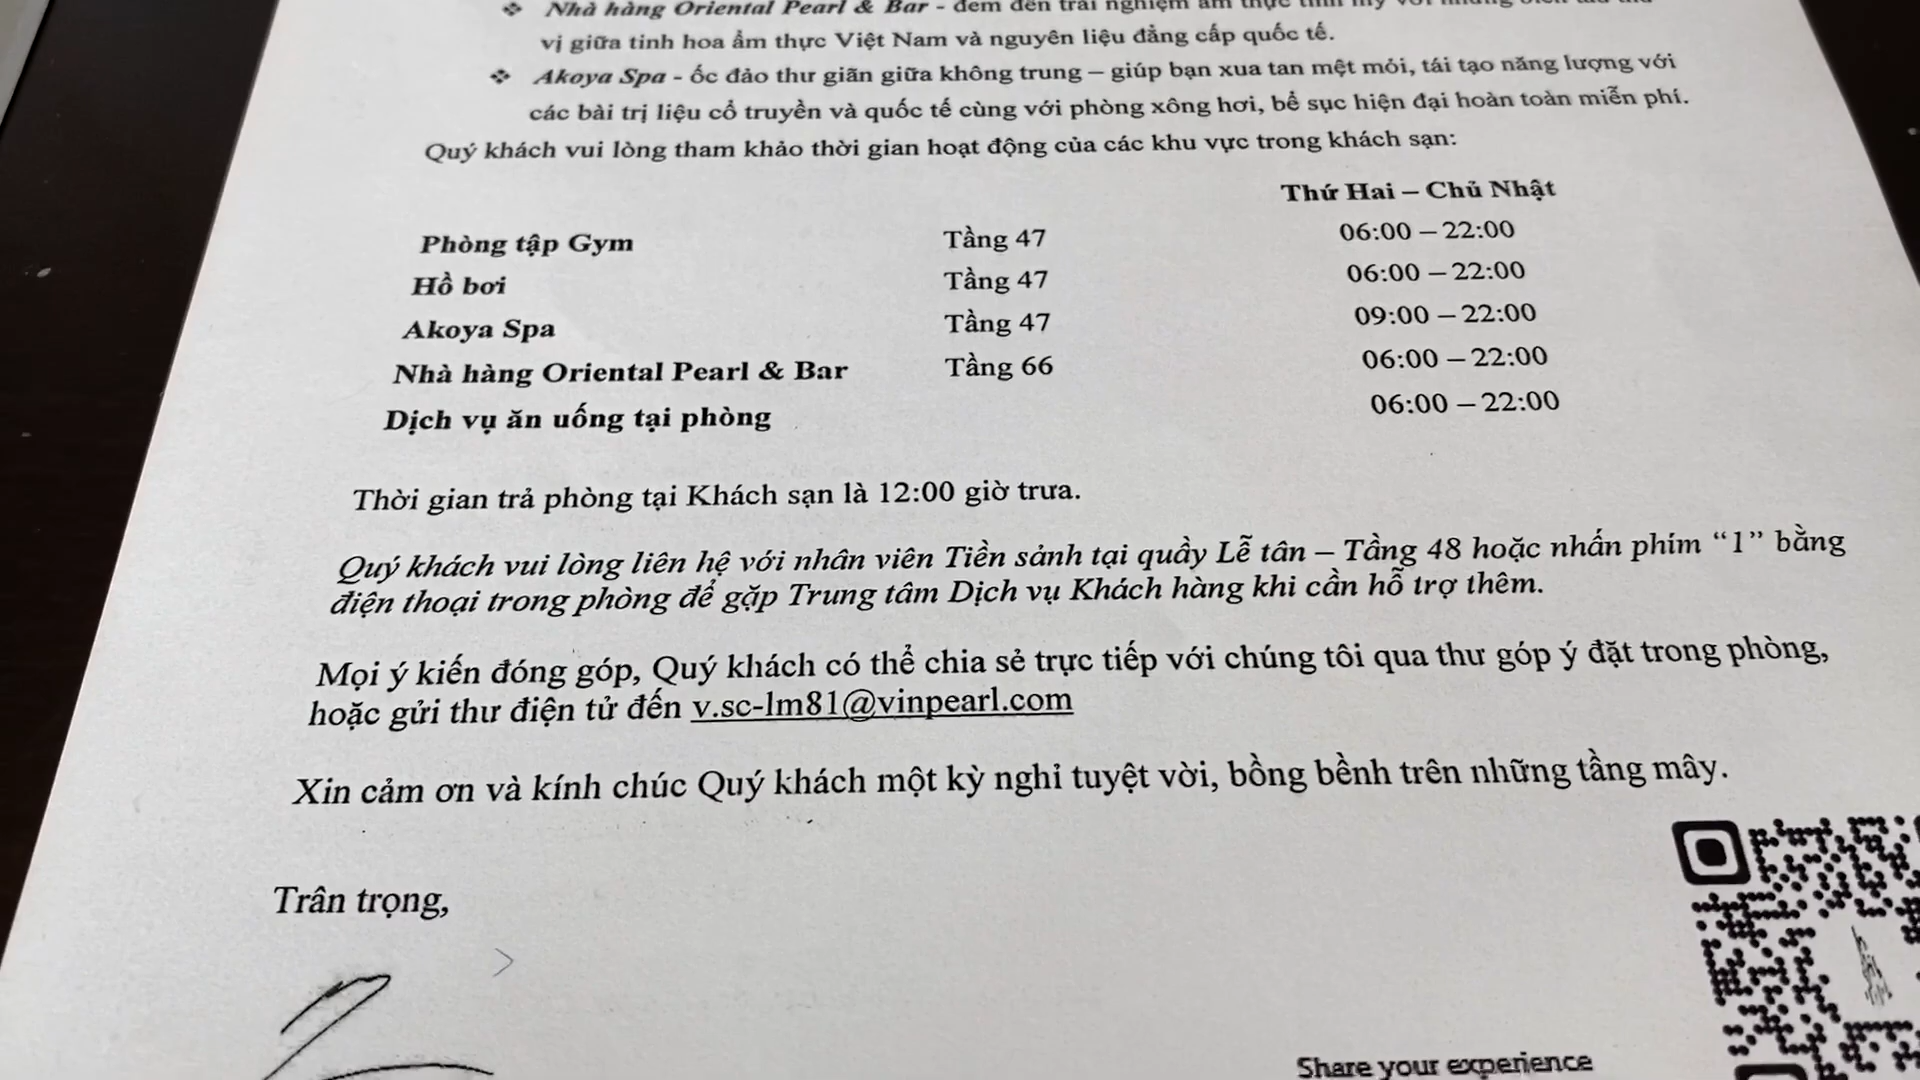 ❖ Nhà hàng Oriental Pearl & Bar - đem đến trải nghiệm ẩm thực tinh
vị giữa tinh hoa ẩm thực Việt Nam và nguyên liệu đẳng cấp quốc tế.
❖ Akoya Spa - ốc đảo thư giãn giữa không trung – giúp bạn xua tan mệt mỏi, tái tạo năng lượng với
các bài trị liệu cổ truyền và quốc tế cùng với phòng xông hơi, bể sục hiện đại hoàn toàn miễn phí.
Quý khách vui lòng tham khảo thời gian hoạt động của các khu vực trong khách sạn:
Thứ Hai – Chủ Nhật
Phòng tập Gym Tầng 47 06:00 – 22:00
Hồ bơi Tầng 47 06:00 – 22:00
Akoya Spa Tầng 47 09:00 – 22:00
Nhà hàng Oriental Pearl & Bar Tầng 66 06:00 – 22:00
Dịch vụ ăn uống tại phòng 06:00 – 22:00
Thời gian trả phòng tại Khách sạn là 12:00 giờ trưa.
Quý khách vui lòng liên hệ với nhân viên Tiền sảnh tại quầy Lễ tân – Tầng 48 hoặc nhấn phím “1” bằng
điện thoại trong phòng để gặp Trung tâm Dịch vụ Khách hàng khi cần hỗ trợ thêm.
Mọi ý kiến đóng góp, Quý khách có thể chia sẻ trực tiếp với chúng tôi qua thư góp ý đặt trong phòng,
hoặc gửi thư điện tử đến v.sc-lm81@vinpearl.com
Xin cảm ơn và kính chúc Quý khách một kỳ nghỉ tuyệt vời, bồng bềnh trên những tầng mây.
Trân trọng,
Share your experience